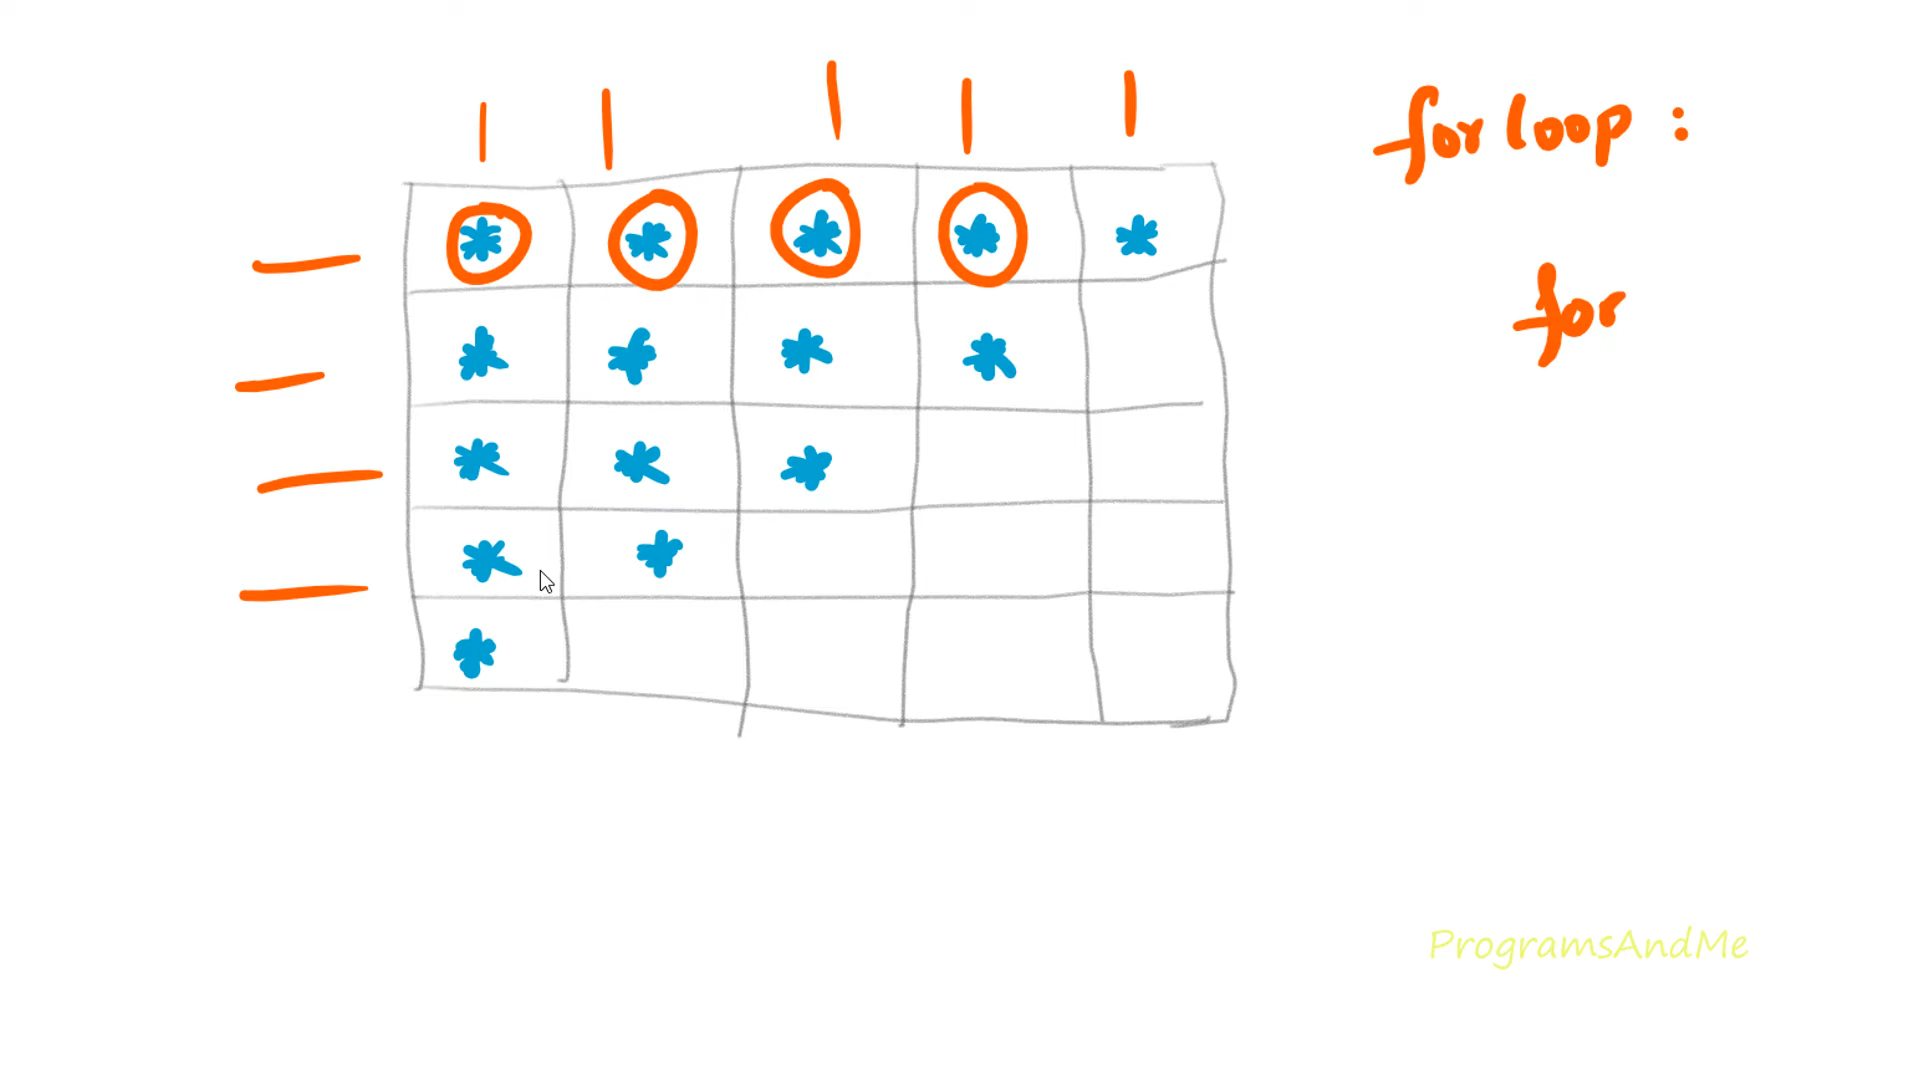 for loop :
* * * * *
* * * *
for
* * *
* *
*
ProgramsAndMe